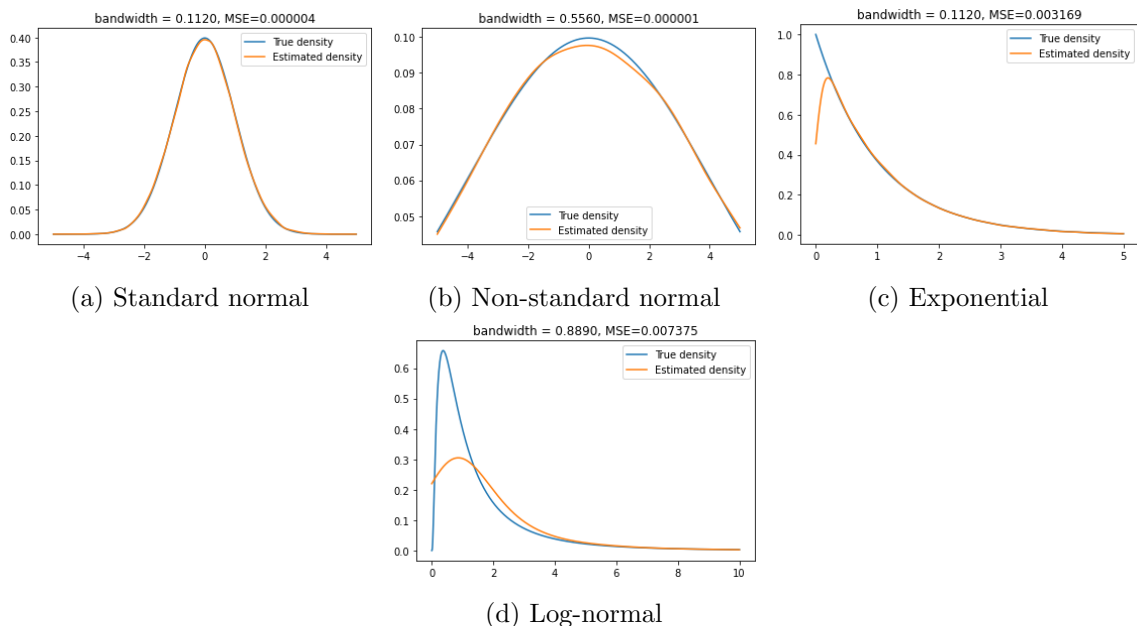 bandwidth = 0.1120, MSE=0.000004
0.40
0.35
0.30
0.25
0.20
0.15
0.10
0.05
0.00
−4 −2 0 2 4
True density
Estimated density
(a) Standard normal
bandwidth = 0.5560, MSE=0.000001
0.10
0.09
0.08
0.07
0.06
0.05
−4 −2 0 2 4
True density
Estimated density
(b) Non-standard normal
bandwidth = 0.1120, MSE=0.003169
1.0
0.8
0.6
0.4
0.2
0.0
0 1 2 3 4 5
True density
Estimated density
(c) Exponential
bandwidth = 0.8890, MSE=0.007375
0.6
0.5
0.4
0.3
0.2
0.1
0.0
0 2 4 6 8 10
True density
Estimated density
(d) Log-normal